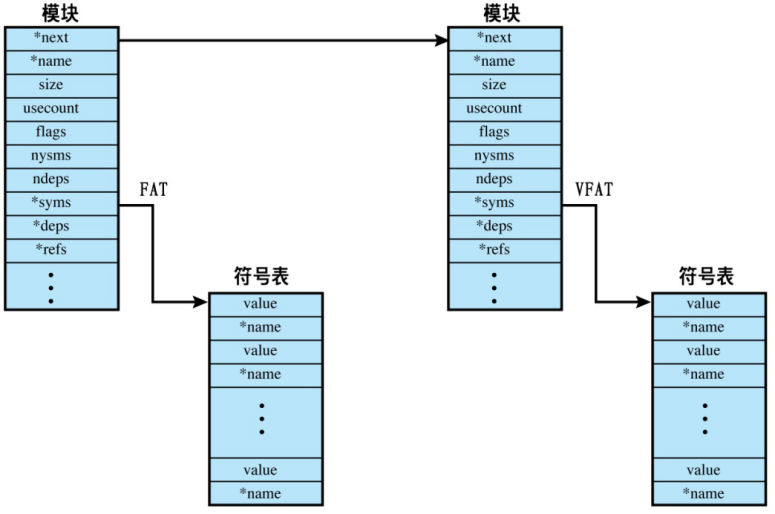 模块
*next
*name
size
usecount
flags
nysms
ndeps
*syms
*deps
*refs
FAT
符号表
value
*name
value
*name
value
*name
模块
*next
*name
size
usecount
flags
nysms
ndeps
*syms
*deps
*refs
VFAT
符号表
value
*name
value
*name
value
*name